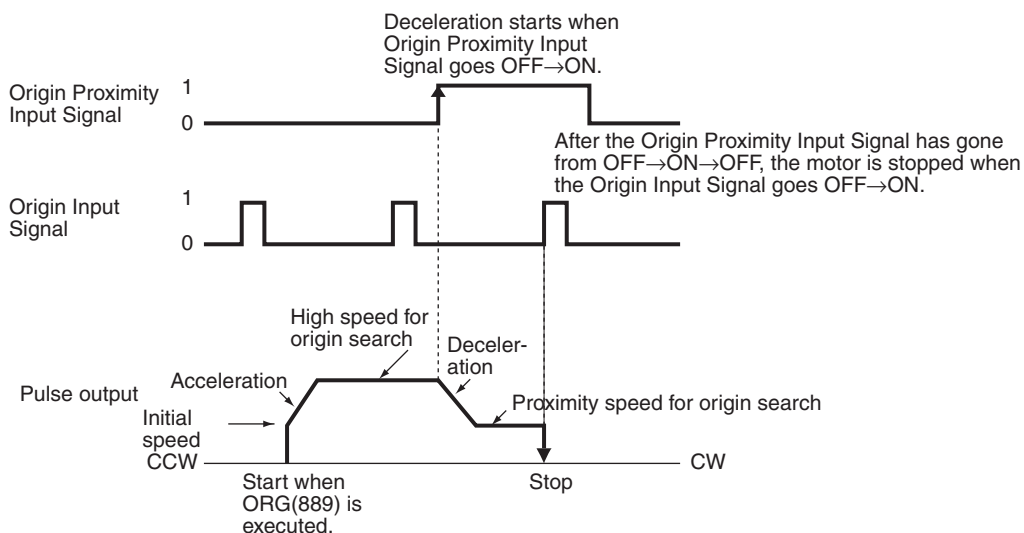 Deceleration starts when
Origin Proximity Input
Signal goes OFF→ON.
Origin Proximity
Input Signal
1
0
After the Origin Proximity Input Signal has gone
from OFF→ON→OFF, the motor is stopped when
the Origin Input Signal goes OFF→ON.
Origin Input
Signal
1
0
High speed for
origin search
Deceler-
ation
Acceleration
Pulse output
Proximity speed for origin search
Initial
speed
CCW
CW
Start when
ORG(889) is
executed.
Stop